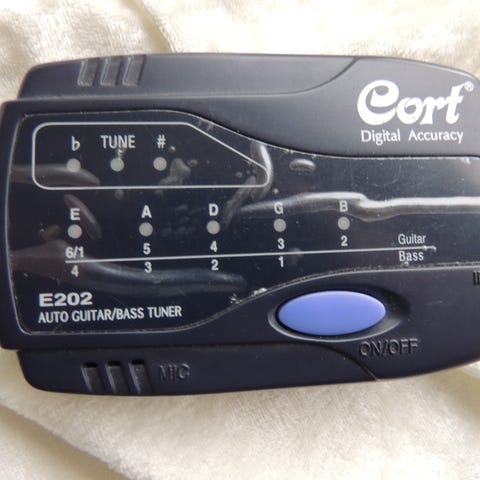 Cort®
Digital Accuracy
♭ TUNE #
E A D G B
6/1 5 4 3 2 Guitar
4 3 2 1 Bass
E202
AUTO GUITAR/BASS TUNER
ON/OFF
MIC